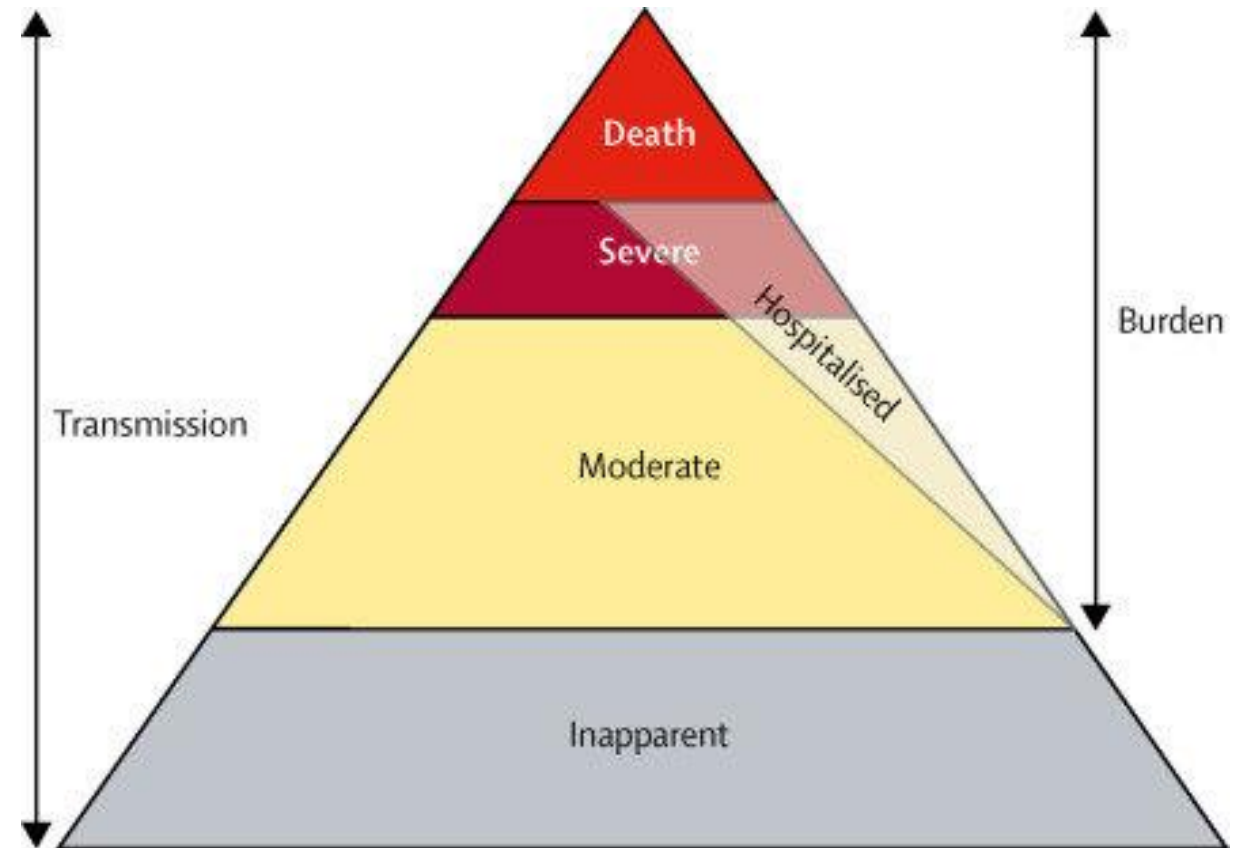 Death
Severe
Hospitalised
Burden
Transmission
Moderate
Inapparent